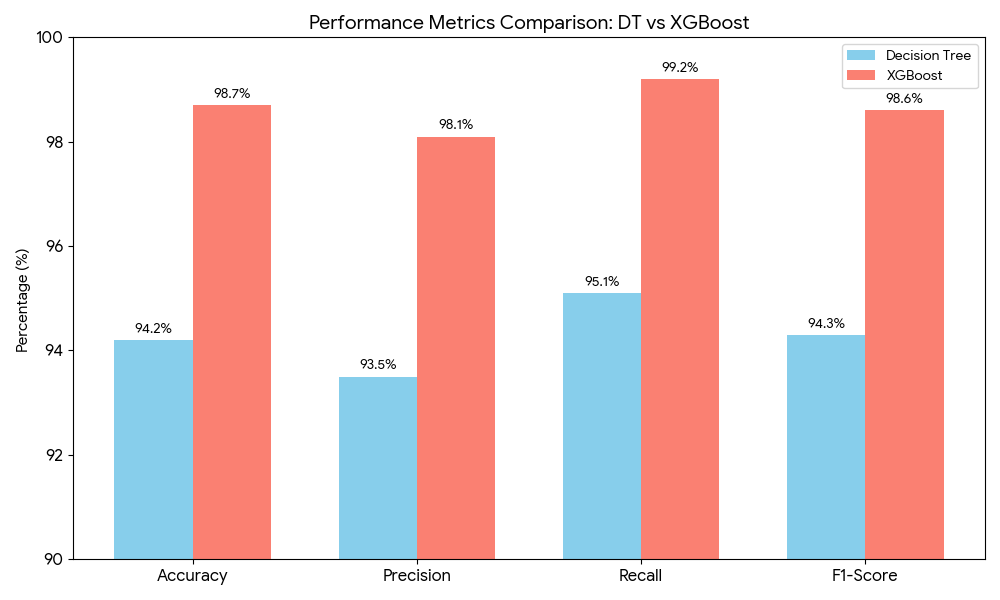 Performance Metrics Comparison: DT vs XGBoost
Decision Tree
XGBoost
Percentage (%)
100
98
96
94
92
90
94.2%
98.7%
93.5%
98.1%
95.1%
99.2%
94.3%
98.6%
Accuracy
Precision
Recall
F1-Score